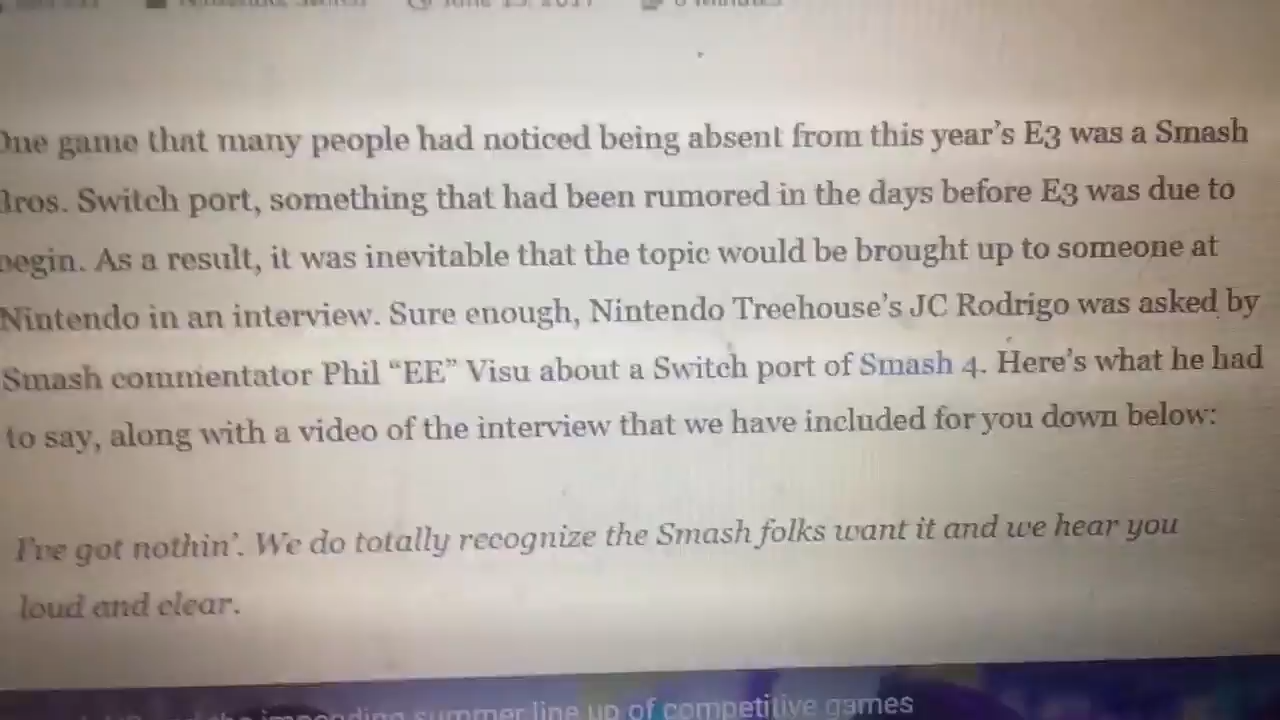 One game that many people had noticed being absent from this year's E3 was a Smash
Bros. Switch port, something that had been rumored in the days before E3 was due to
begin. As a result, it was inevitable that the topic would be brought up to someone at
Nintendo in an interview. Sure enough, Nintendo Treehouse's JC Rodrigo was asked by
Smash commentator Phil “EE” Visu about a Switch port of Smash 4. Here's what he had
to say, along with a video of the interview that we have included for you down below:
I've got nothin'. We do totally recognize the Smash folks want it and we hear you
loud and clear.
the impending summer line up of competitive games